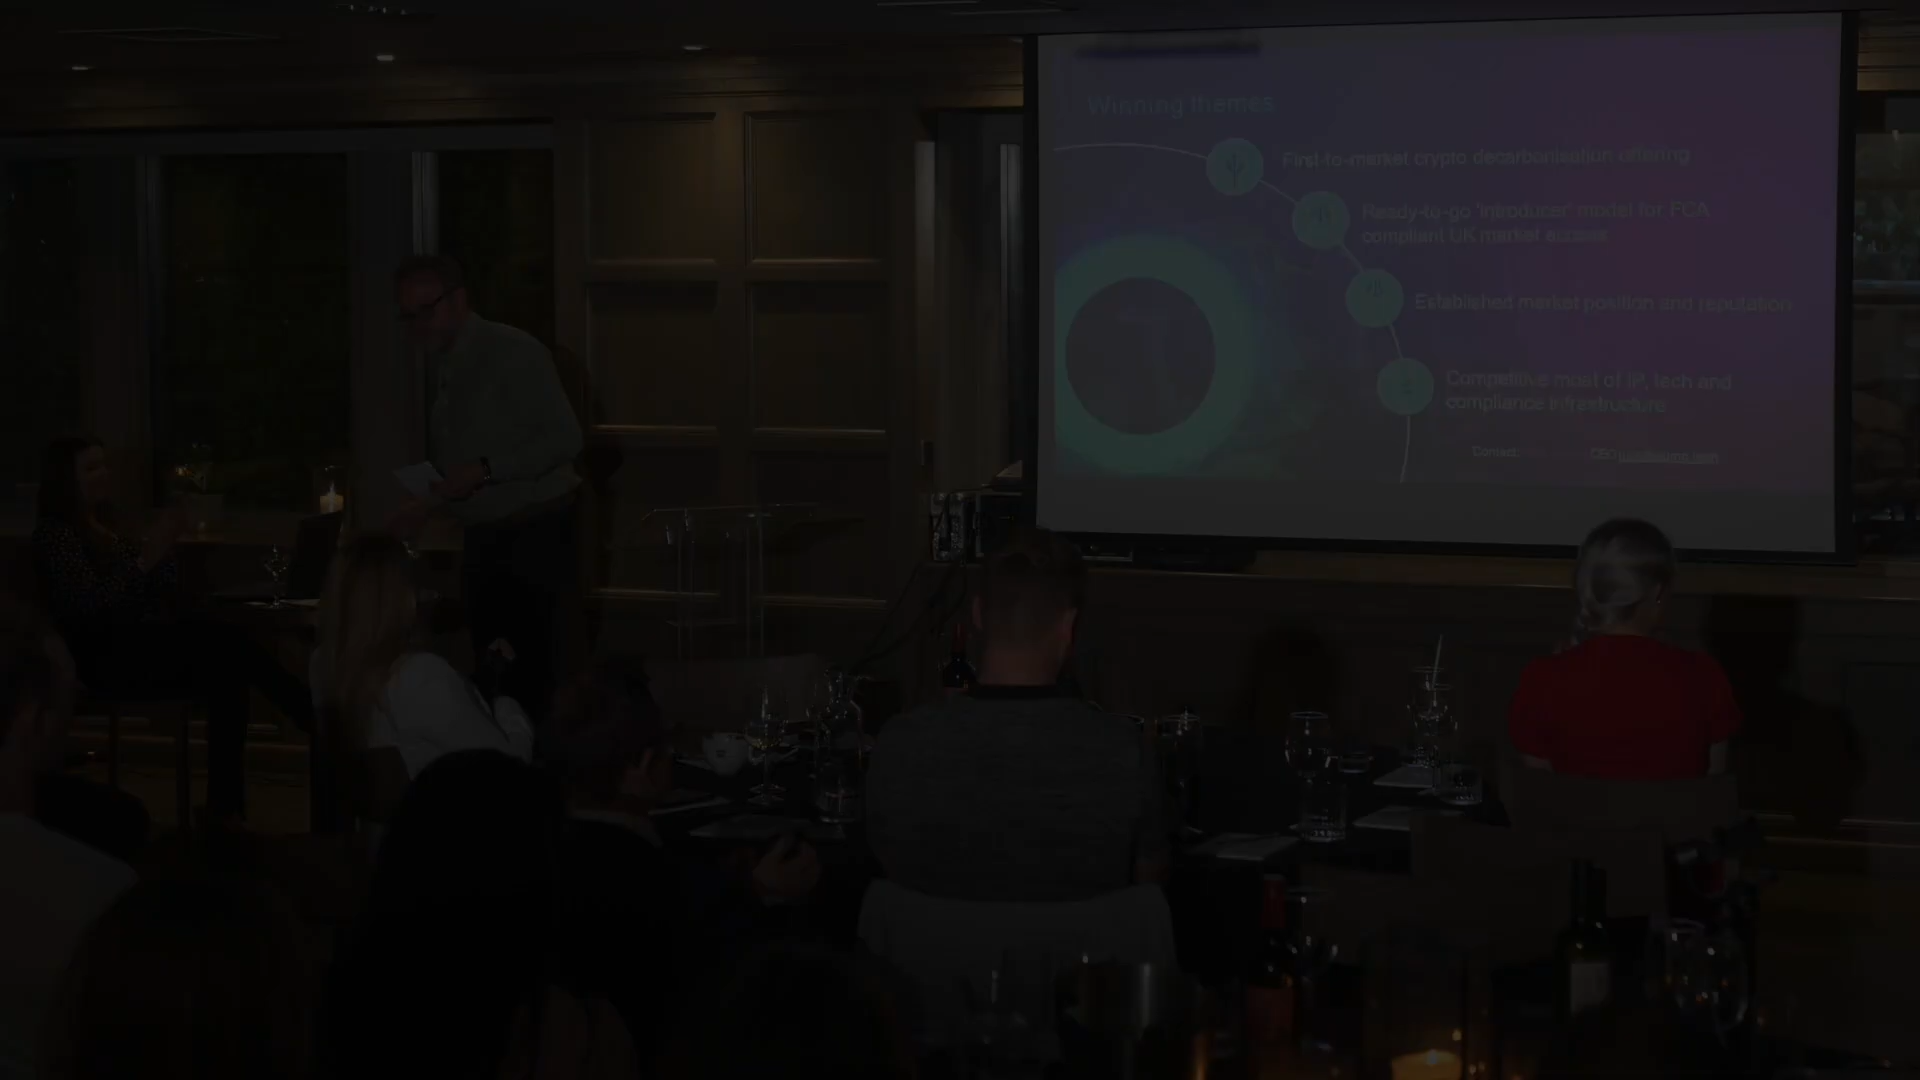 Winning themes
First-to-market crypto decarbonisation offering
Ready-to-go 'introducer' model for FCA
compliant UK market access
Established market position and reputation
Competitive moat of IP, tech and
compliance infrastructure
Contact:
CEO